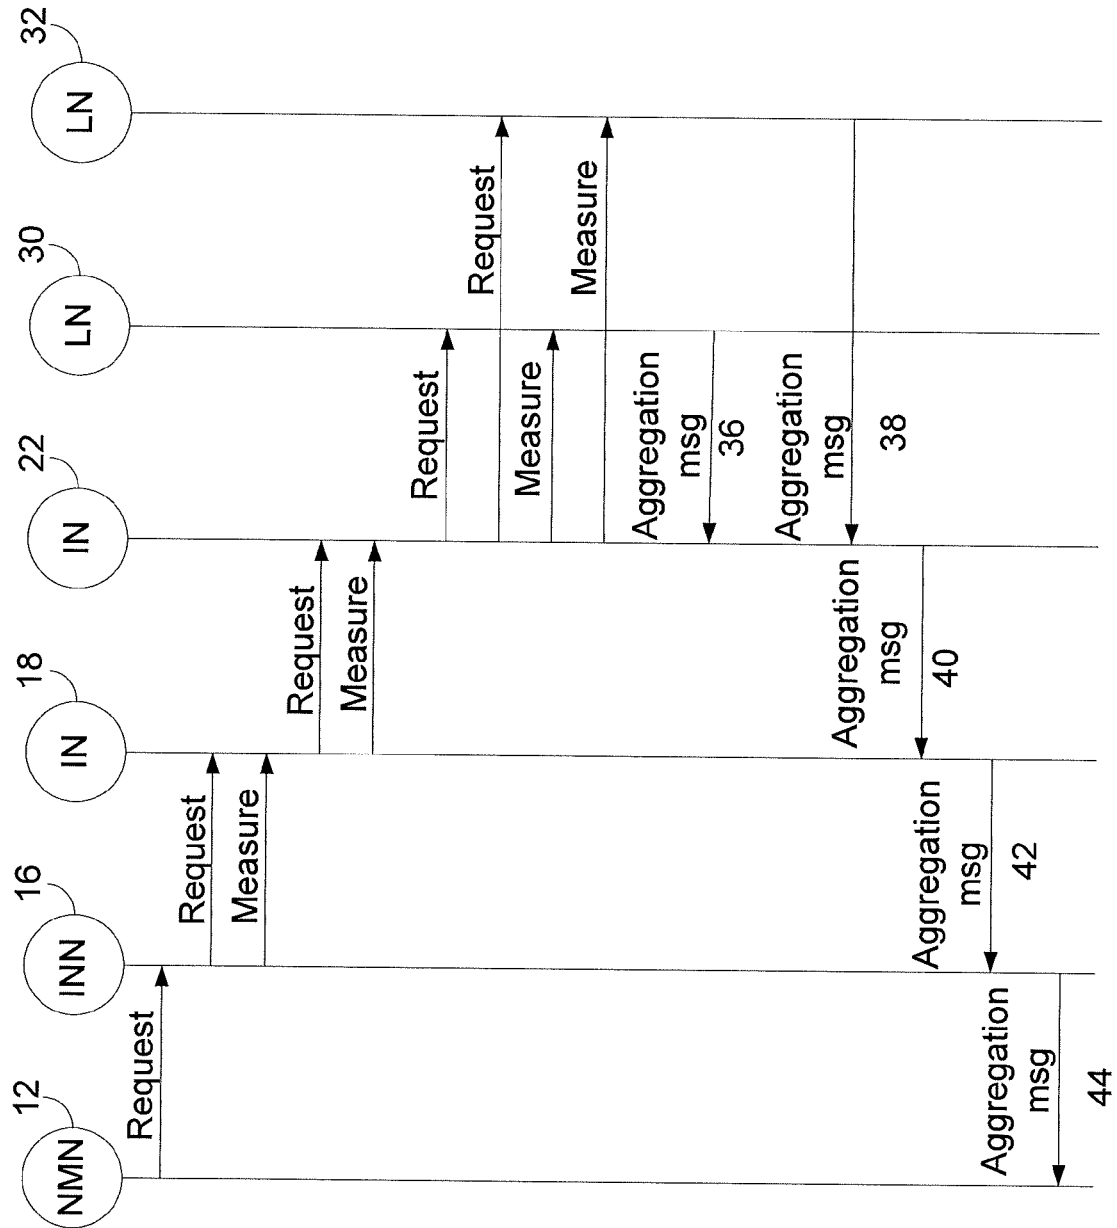 12
16
18
22
30
32
NMN
INN
IN
IN
LN
LN
Request
Request
Measure
Request
Measure
Request
Request
Measure
Measure
Aggregation
msg
36
Aggregation
msg
38
Aggregation
msg
40
Aggregation
msg
42
Aggregation
msg
44